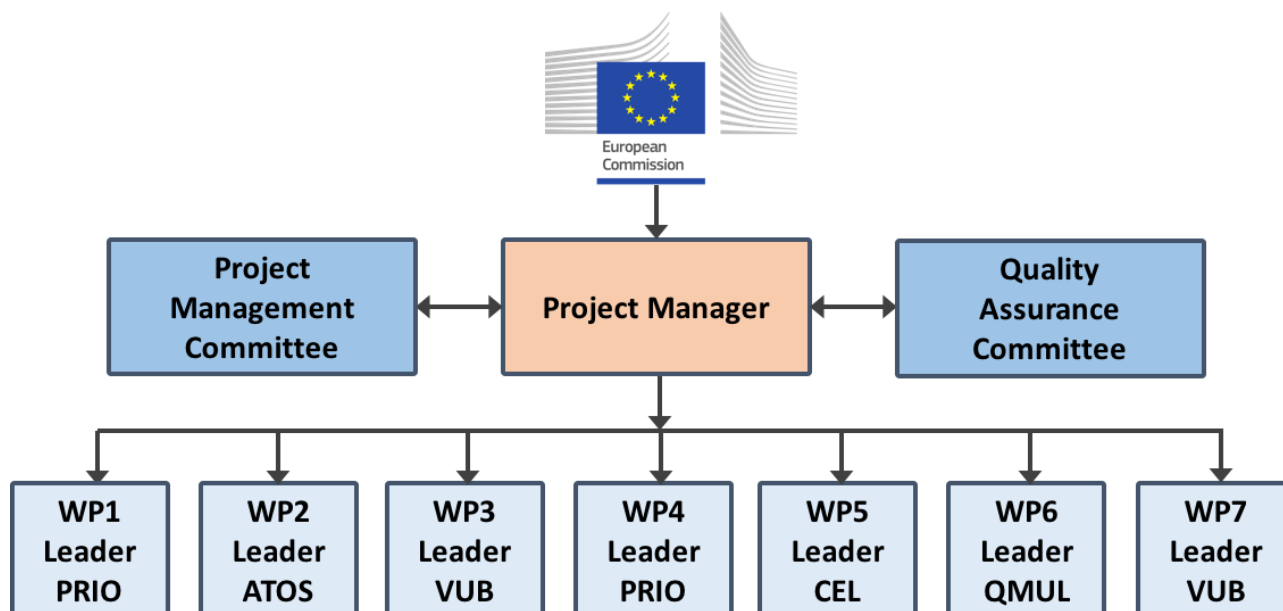 European
Commission
Project
Management
Committee
Project Manager
Quality
Assurance
Committee
WP1
Leader
PRIO
WP2
Leader
ATOS
WP3
Leader
VUB
WP4
Leader
PRIO
WP5
Leader
CEL
WP6
Leader
QMUL
WP7
Leader
VUB